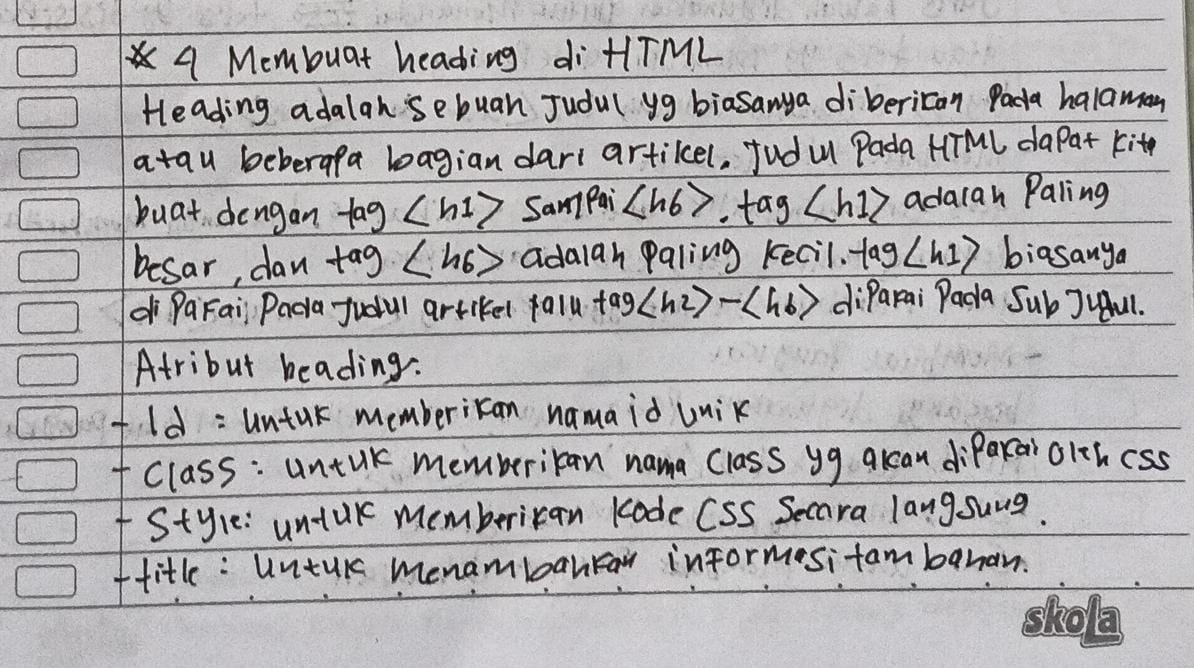 * 4 Membuat heading di HTML
Heading adalah sebuah Judul yg biasanya diberikan Pada halaman
atau beberapa bagian dari artikel. Judul Pada HTML dapat kita
buat dengan tag <h1> sampai <h6>. tag <h1> adalah Paling
besar, dan tag <h6> adalah paling kecil. tag <h1> biasanya
di Pakai Pada Judul artikel lalu tag <h2> - <h6> diPakai Pada Sub Judul.
Atribut heading:
- Id : untuk memberikan nama id unik
- Class : untuk memberikan nama Class yg akan diPakai oleh CSS
- Style: untuk memberikan kode CSS Secara langsung.
- title : untuk menambahkan informasi tambahan.
skola